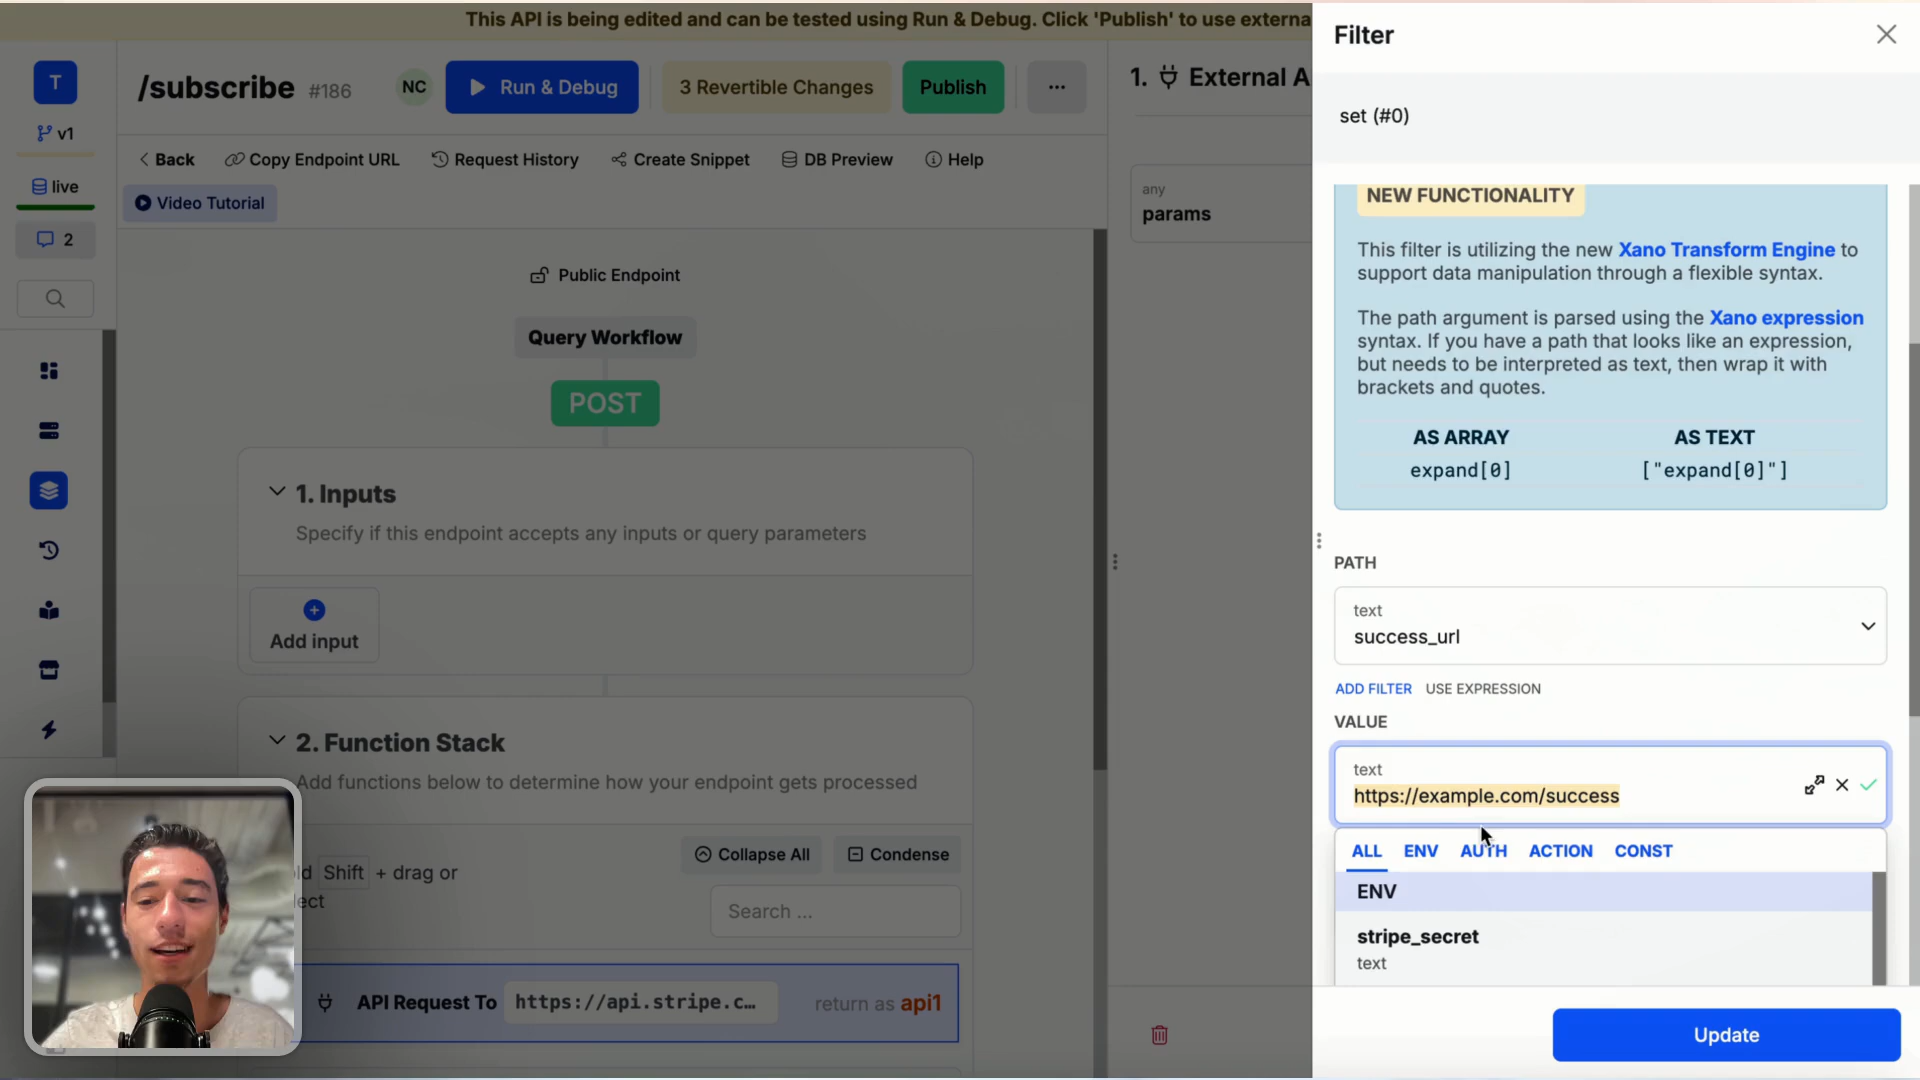 This API is being edited and can be tested using Run & Debug. Click 'Publish' to use externa
T
v1
live
2
/subscribe #186
NC
Run & Debug
3 Revertible Changes
Publish
...
Back
Copy Endpoint URL
Request History
Create Snippet
DB Preview
Help
Video Tutorial
Public Endpoint
Query Workflow
POST
1. Inputs
Specify if this endpoint accepts any inputs or query parameters
Add input
2. Function Stack
Add functions below to determine how your endpoint gets processed
ld Shift + drag or
lect
Collapse All
Condense
Search ...
API Request To https://api.stripe.c… return as api1
1. External A
any
params
Filter
set (#0)
NEW FUNCTIONALITY
This filter is utilizing the new Xano Transform Engine to
support data manipulation through a flexible syntax.
The path argument is parsed using the Xano expression
syntax. If you have a path that looks like an expression,
but needs to be interpreted as text, then wrap it with
brackets and quotes.
AS ARRAY AS TEXT
expand[0] ["expand[0]"]
PATH
text
success_url
ADD FILTER USE EXPRESSION
VALUE
text
https://example.com/success
ALL ENV AUTH ACTION CONST
ENV
stripe_secret
text
Update